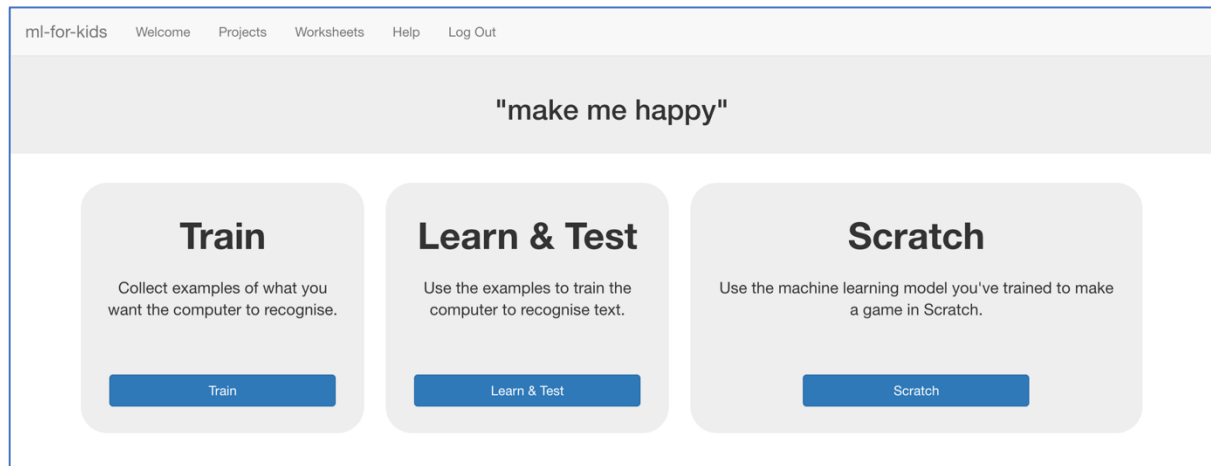 ml-for-kids Welcome Projects Worksheets Help Log Out
"make me happy"
Train
Collect examples of what you
want the computer to recognise.
Train
Learn & Test
Use the examples to train the
computer to recognise text.
Learn & Test
Scratch
Use the machine learning model you've trained to make
a game in Scratch.
Scratch